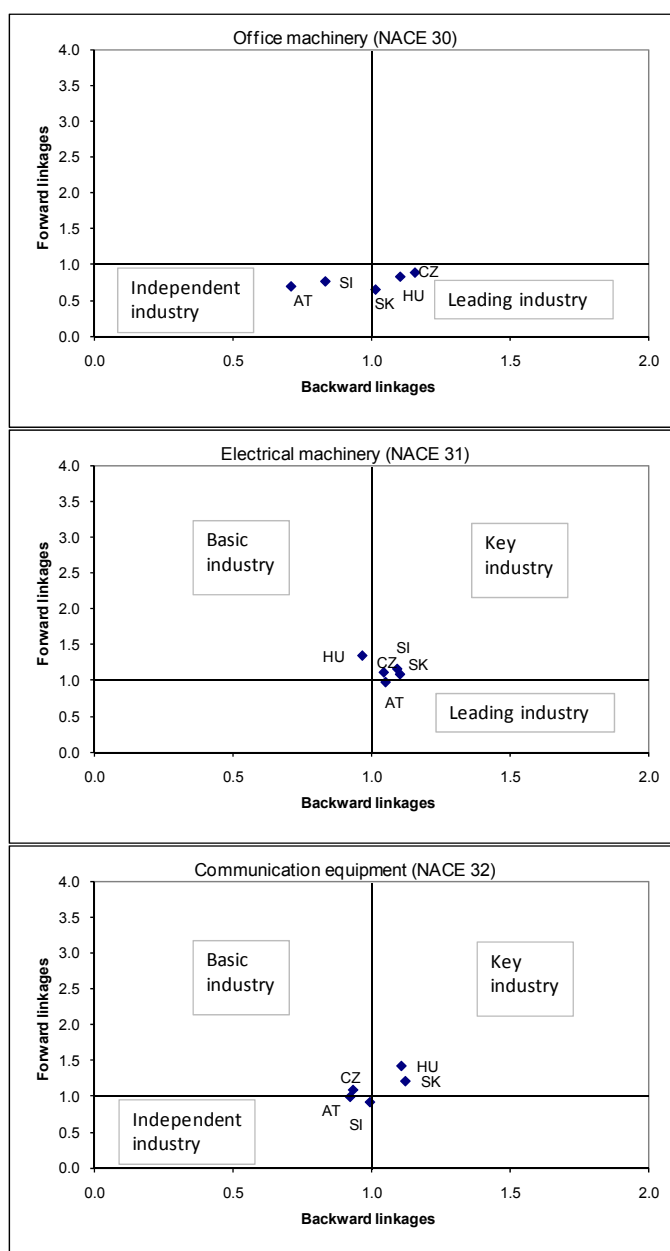 Office machinery (NACE 30)
4.0
3.5
3.0
2.5
2.0
1.5
1.0
0.5
0.0
Forward linkages
Independent
industry
AT
SI
SK
HU
CZ
Leading industry
0.0 0.5 1.0 1.5 2.0
Backward linkages
Electrical machinery (NACE 31)
4.0
3.5
3.0
2.5
2.0
1.5
1.0
0.5
0.0
Forward linkages
Basic
industry
Key
industry
HU
CZ
SI
SK
AT
Leading industry
0.0 0.5 1.0 1.5 2.0
Backward linkages
Communication equipment (NACE 32)
4.0
3.5
3.0
2.5
2.0
1.5
1.0
0.5
0.0
Forward linkages
Basic
industry
Key
industry
CZ
HU
SK
AT
SI
Independent
industry
0.0 0.5 1.0 1.5 2.0
Backward linkages